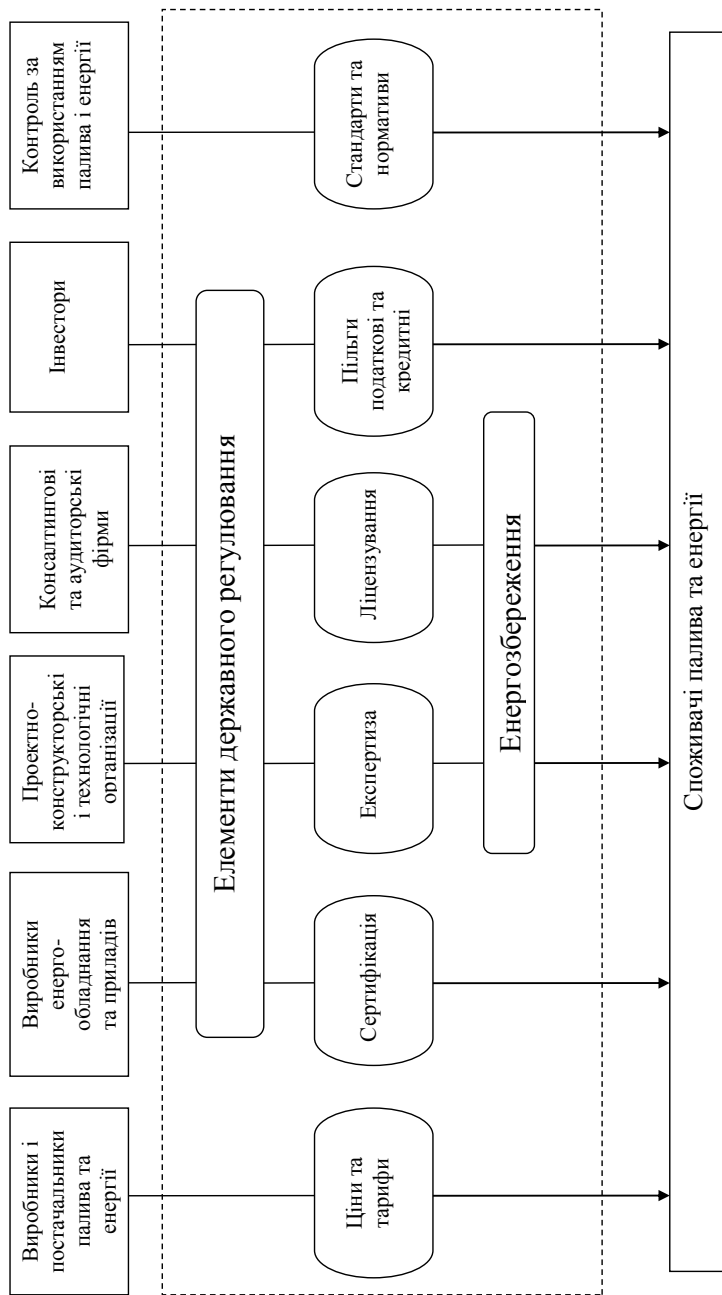 Виробники і
постачальники
палива та
енергії
Виробники
енерго-
обладнання
та приладів
Проектно-
конструкторські
і технологічні
організації
Консалтингові
та аудиторські
фірми
Інвестори
Контроль за
використанням
палива і енергії
Елементи державного регулювання
Ціни та
тарифи
Сертифікація
Експертиза
Ліцензування
Пільги
податкові та
кредитні
Стандарти та
нормативи
Енергозбереження
Споживачі палива та енергії